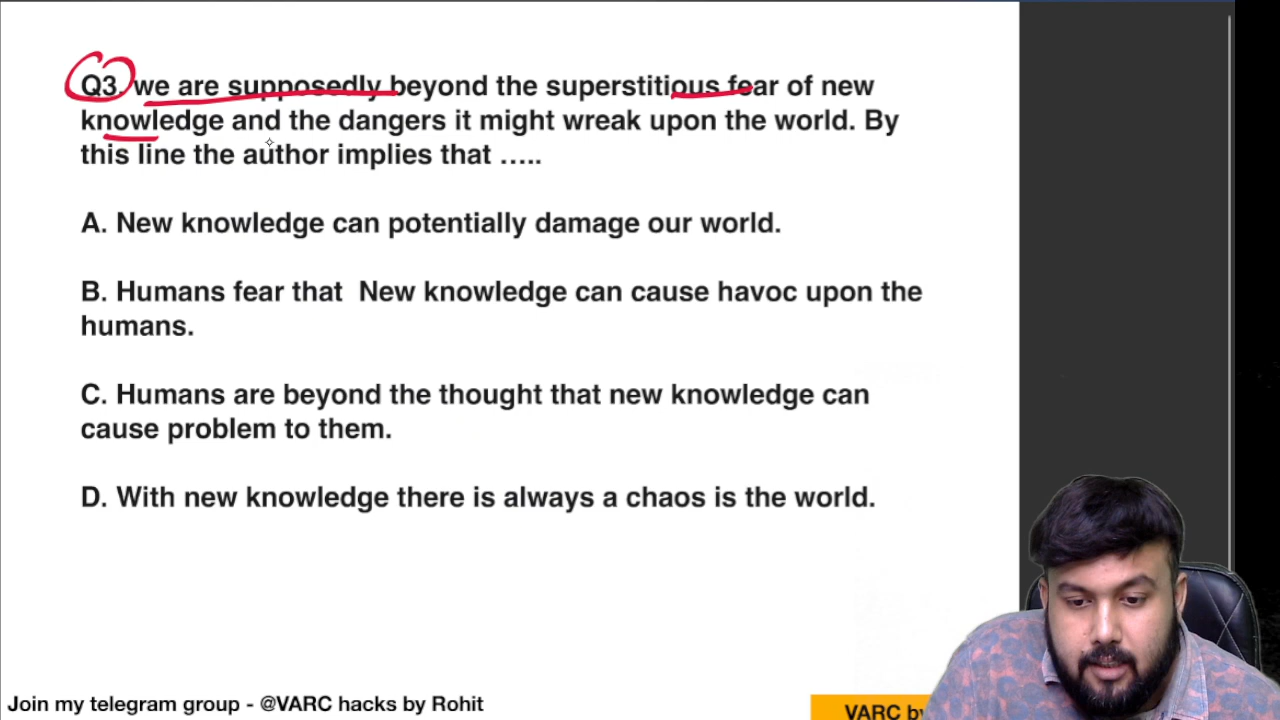 Q3. we are supposedly beyond the superstitious fear of new
knowledge and the dangers it might wreak upon the world. By
this line the author implies that .....
A. New knowledge can potentially damage our world.
B. Humans fear that  New knowledge can cause havoc upon the
humans.
C. Humans are beyond the thought that new knowledge can
cause problem to them.
D. With new knowledge there is always a chaos is the world.
Join my telegram group - @VARC hacks by Rohit
VARC by